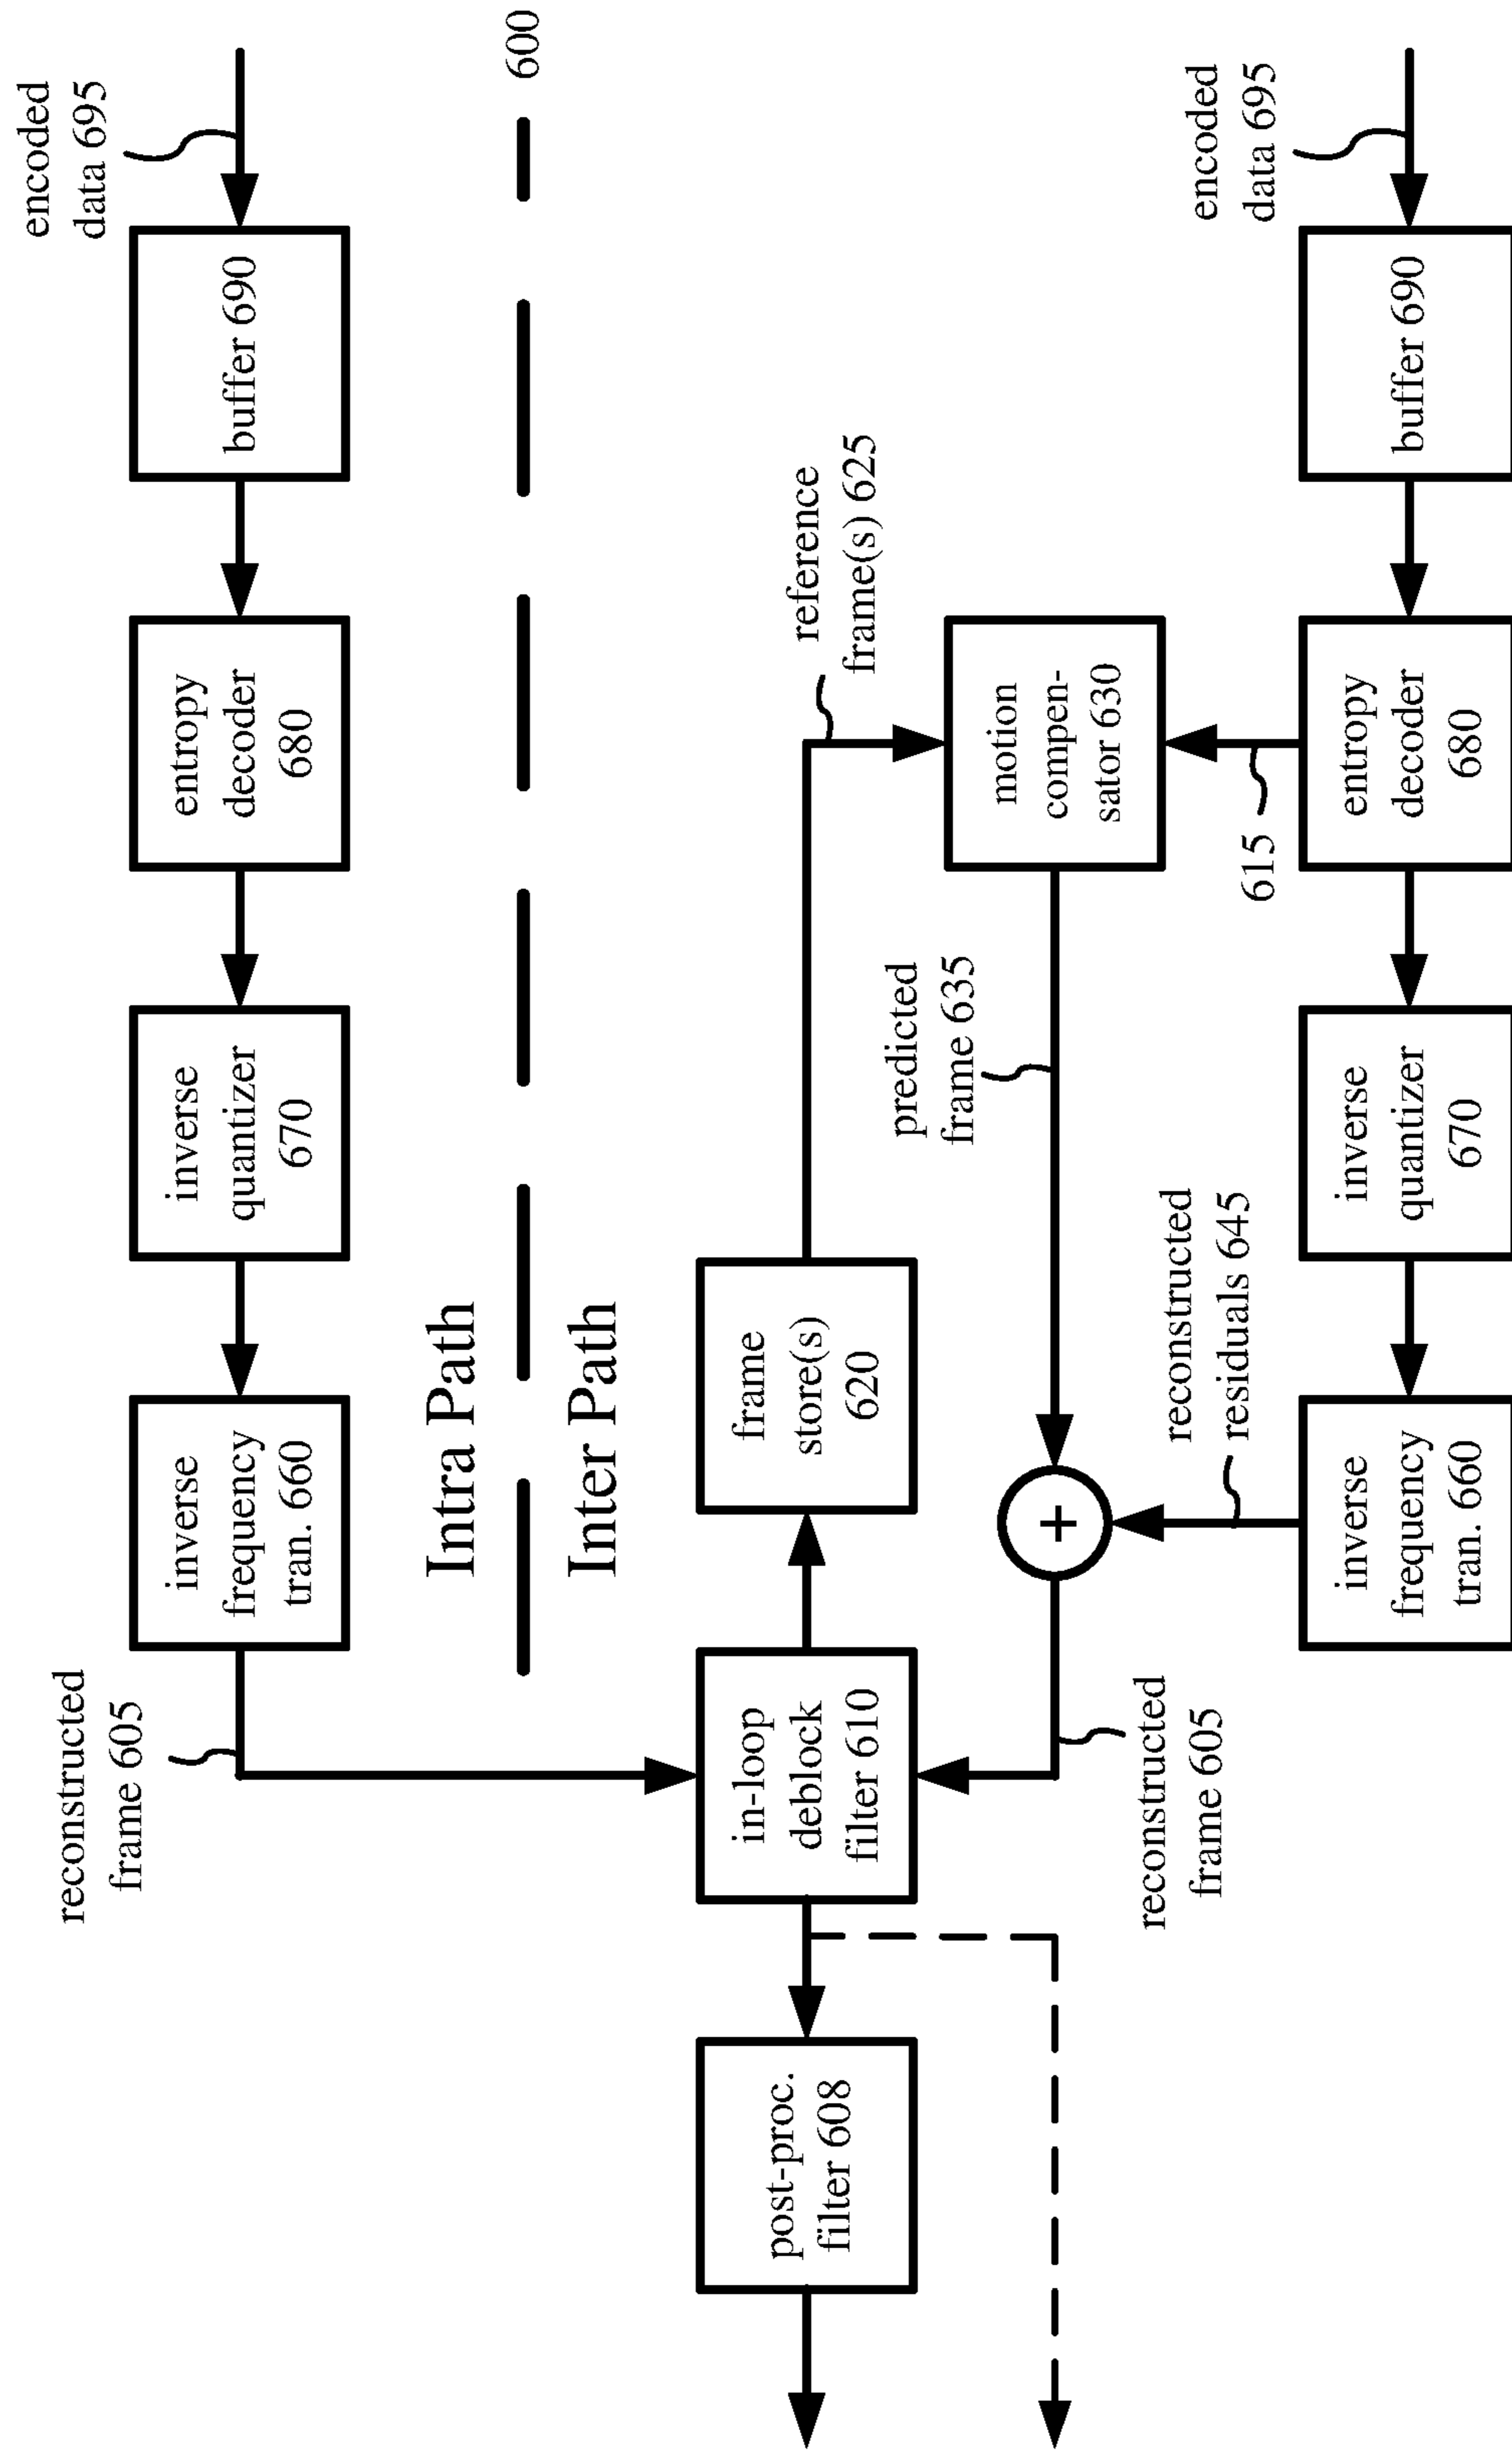 reconstructed
frame 605
encoded
data 695
inverse
frequency
tran. 660
inverse
quantizer
670
entropy
decoder
680
buffer 690
Intra Path
600
Inter Path
post-proc.
filter 608
in-loop
deblock
filter 610
frame
store(s)
620
reference
frame(s) 625
predicted
frame 635
motion
compen-
sator 630
reconstructed
frame 605
reconstructed
residuals 645
615
encoded
data 695
+
inverse
frequency
tran. 660
inverse
quantizer
670
entropy
decoder
680
buffer 690